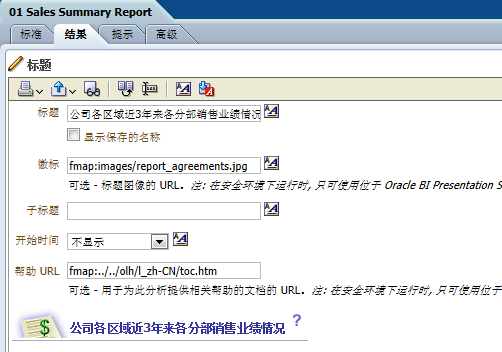 01 Sales Summary Report
标准 结果 提示 高级
标题
标题 公司各区域近3年来各分部销售业绩情况
显示保存的名称
徽标 fmap:images/report_agreements.jpg
可选 - 标题图像的 URL。注: 在安全环境下运行时, 只可使用位于 Oracle BI Presentation S
子标题
开始时间 不显示
帮助 URL fmap:../../olh/l_zh-CN/toc.htm
可选 - 用于为此分析提供相关帮助的文档的 URL。注: 在安全环境下运行时, 只可使用位于
公司各区域近3年来各分部销售业绩情况 ?